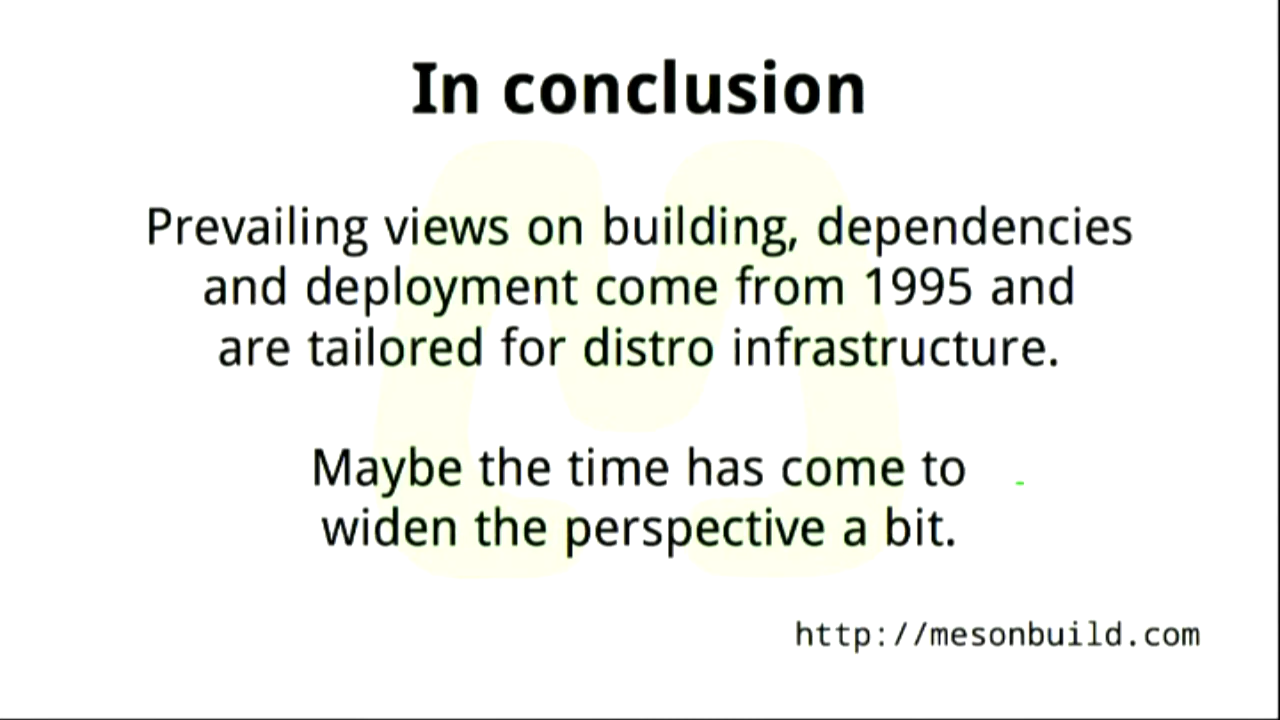 In conclusion
Prevailing views on building, dependencies
and deployment come from 1995 and
are tailored for distro infrastructure.
Maybe the time has come to
widen the perspective a bit.
http://mesonbuild.com